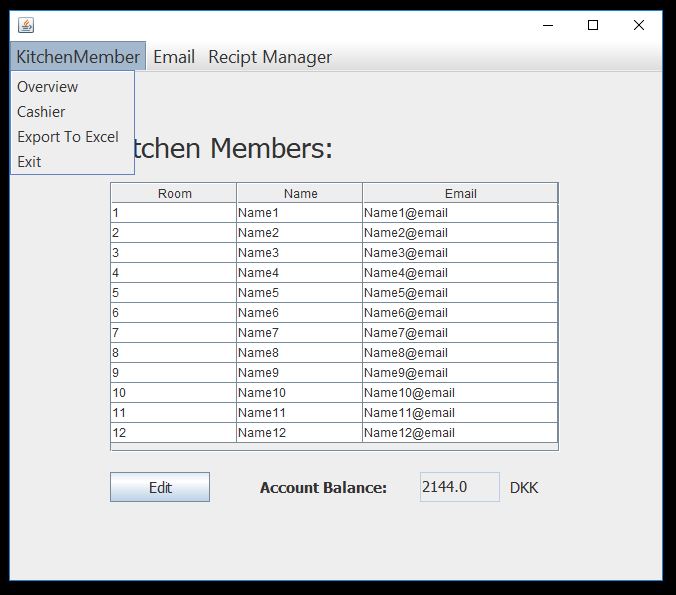 KitchenMember Email Recipt Manager
Overview
Cashier
Export To Excel
Exit
tchen Members:
Room Name Email
1 Name1 Name1@email
2 Name2 Name2@email
3 Name3 Name3@email
4 Name4 Name4@email
5 Name5 Name5@email
6 Name6 Name6@email
7 Name7 Name7@email
8 Name8 Name8@email
9 Name9 Name9@email
10 Name10 Name10@email
11 Name11 Name11@email
12 Name12 Name12@email
Edit Account Balance: 2144.0 DKK